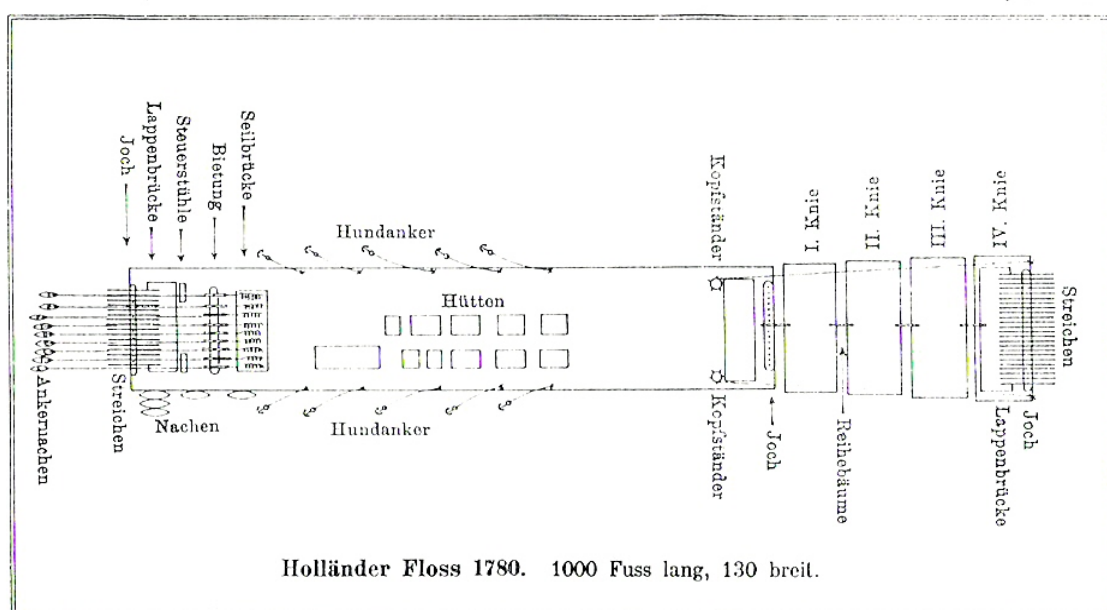 Joch
Lappenbrücke
Steuerstühle
Bietung
Seilbrücke
Hundanker
Hütten
Kopfständer
I. Knie
II. Knie
III. Knie
IV. Knie
Streichen
Ankernachen
Streichen
Nachen
Hundanker
Kopfständer
Joch
Reihebäume
Lappenbrücke
Joch
Holländer Floss 1780. 1000 Fuss lang, 130 breit.